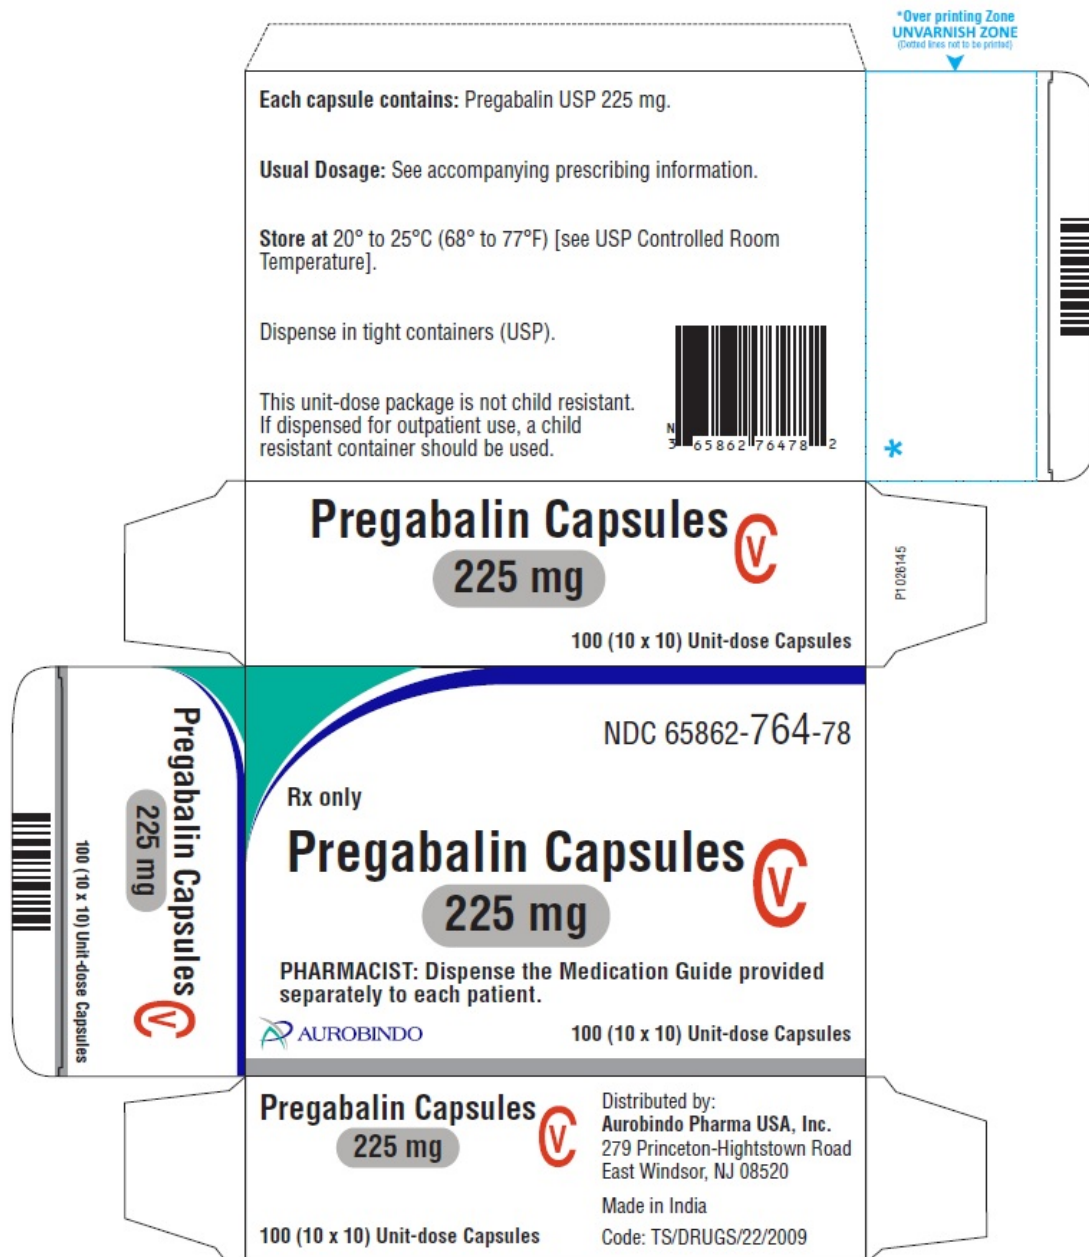 *Over printing Zone
UNVARNISH ZONE
(Dotted lines not to be printed)
Each capsule contains: Pregabalin USP 225 mg.
Usual Dosage: See accompanying prescribing information.
Store at 20° to 25°C (68° to 77°F) [see USP Controlled Room
Temperature].
Dispense in tight containers (USP).
This unit-dose package is not child resistant.
If dispensed for outpatient use, a child
resistant container should be used.
N
3 65862 76478 2
*
Pregabalin Capsules CV
225 mg
100 (10 x 10) Unit-dose Capsules
P1026145
Pregabalin Capsules CV
225 mg
100 (10 x 10) Unit-dose Capsules
NDC 65862-764-78
Rx only
Pregabalin Capsules CV
225 mg
PHARMACIST: Dispense the Medication Guide provided
separately to each patient.
AUROBINDO
100 (10 x 10) Unit-dose Capsules
Pregabalin Capsules CV
225 mg
100 (10 x 10) Unit-dose Capsules
Distributed by:
Aurobindo Pharma USA, Inc.
279 Princeton-Hightstown Road
East Windsor, NJ 08520
Made in India
Code: TS/DRUGS/22/2009